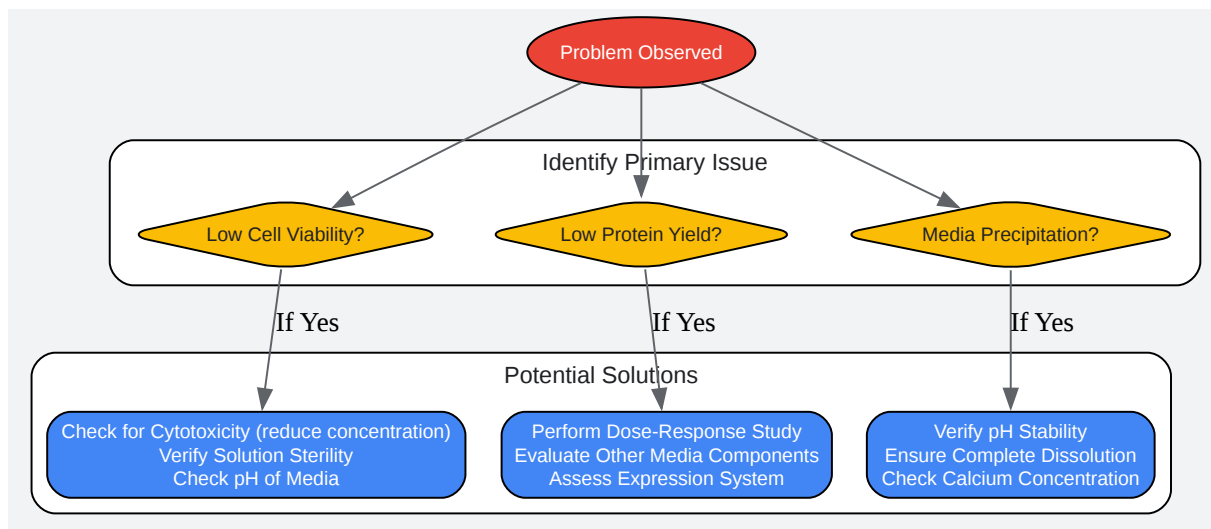 Problem Observed
Identify Primary Issue
Low Cell Viability?
Low Protein Yield?
Media Precipitation?
If Yes
If Yes
If Yes
Potential Solutions
Check for Cytotoxicity (reduce concentration)
Verify Solution Sterility
Check pH of Media
Perform Dose-Response Study
Evaluate Other Media Components
Assess Expression System
Verify pH Stability
Ensure Complete Dissolution
Check Calcium Concentration